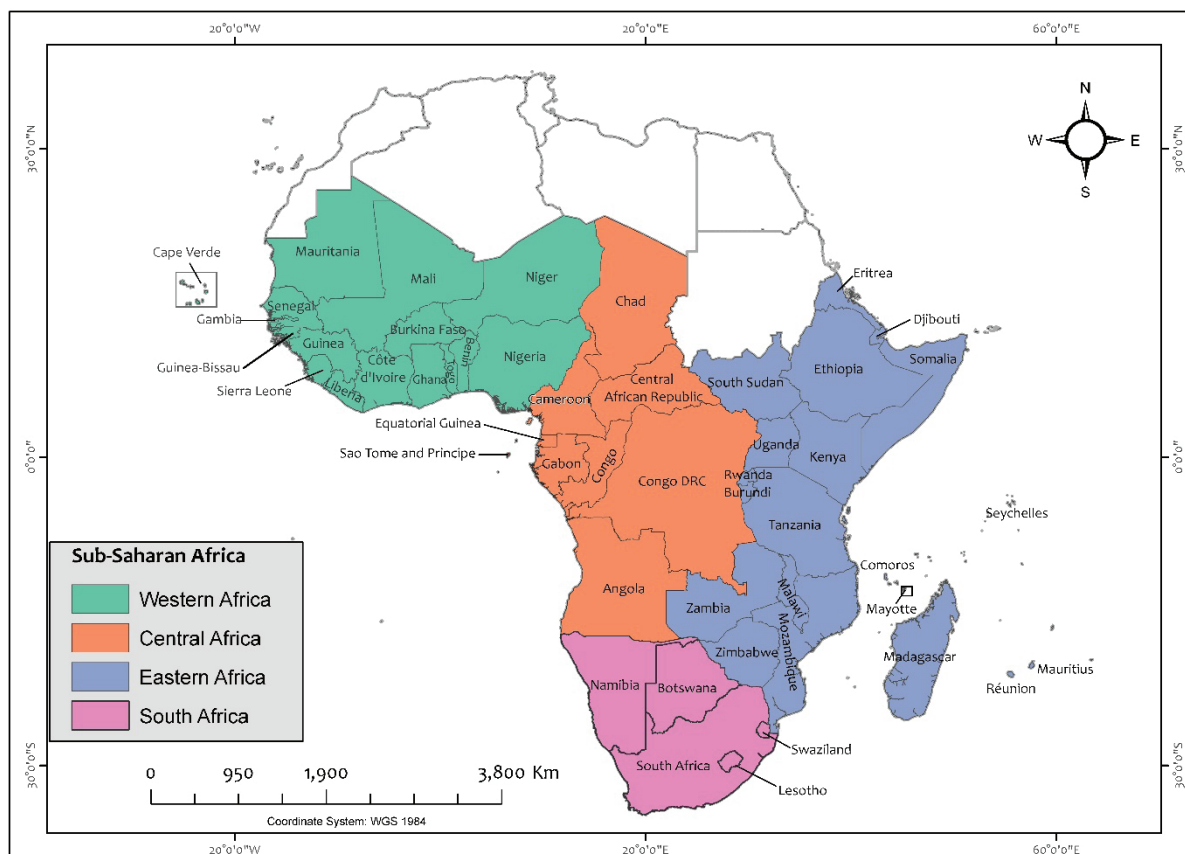 20°0'0"W
20°0'0"E
60°0'0"E
30°0'0"N
30°0'0"N
N
W
E
S
Cape Verde
Mauritania
Mali
Niger
Chad
Eritrea
Senegal
Gambia
Djibouti
Burkina Faso
Guinea
Benin
Nigeria
Somalia
Guinea-Bissau
Côte
d'Ivoire
Ghana
Togo
Ethiopia
South Sudan
Sierra Leone
Liberia
Central
African Republic
Cameroon
Equatorial Guinea
Uganda
Kenya
0°0'0"
0°0'0"
Sao Tome and Principe
Gabon
Congo
Congo DRC
Rwanda
Burundi
Seychelles
Tanzania
Comoros
Mayotte
Angola
Zambia
Malawi
Mozambique
Zimbabwe
Madagascar
Mauritius
Réunion
Namibia
Botswana
Swaziland
South Africa
Lesotho
Sub-Saharan Africa
Western Africa
Central Africa
Eastern Africa
South Africa
30°0'0"S
30°0'0"S
0 950 1,900 3,800 Km
Coordinate System: WGS 1984
20°0'0"W
20°0'0"E
60°0'0"E